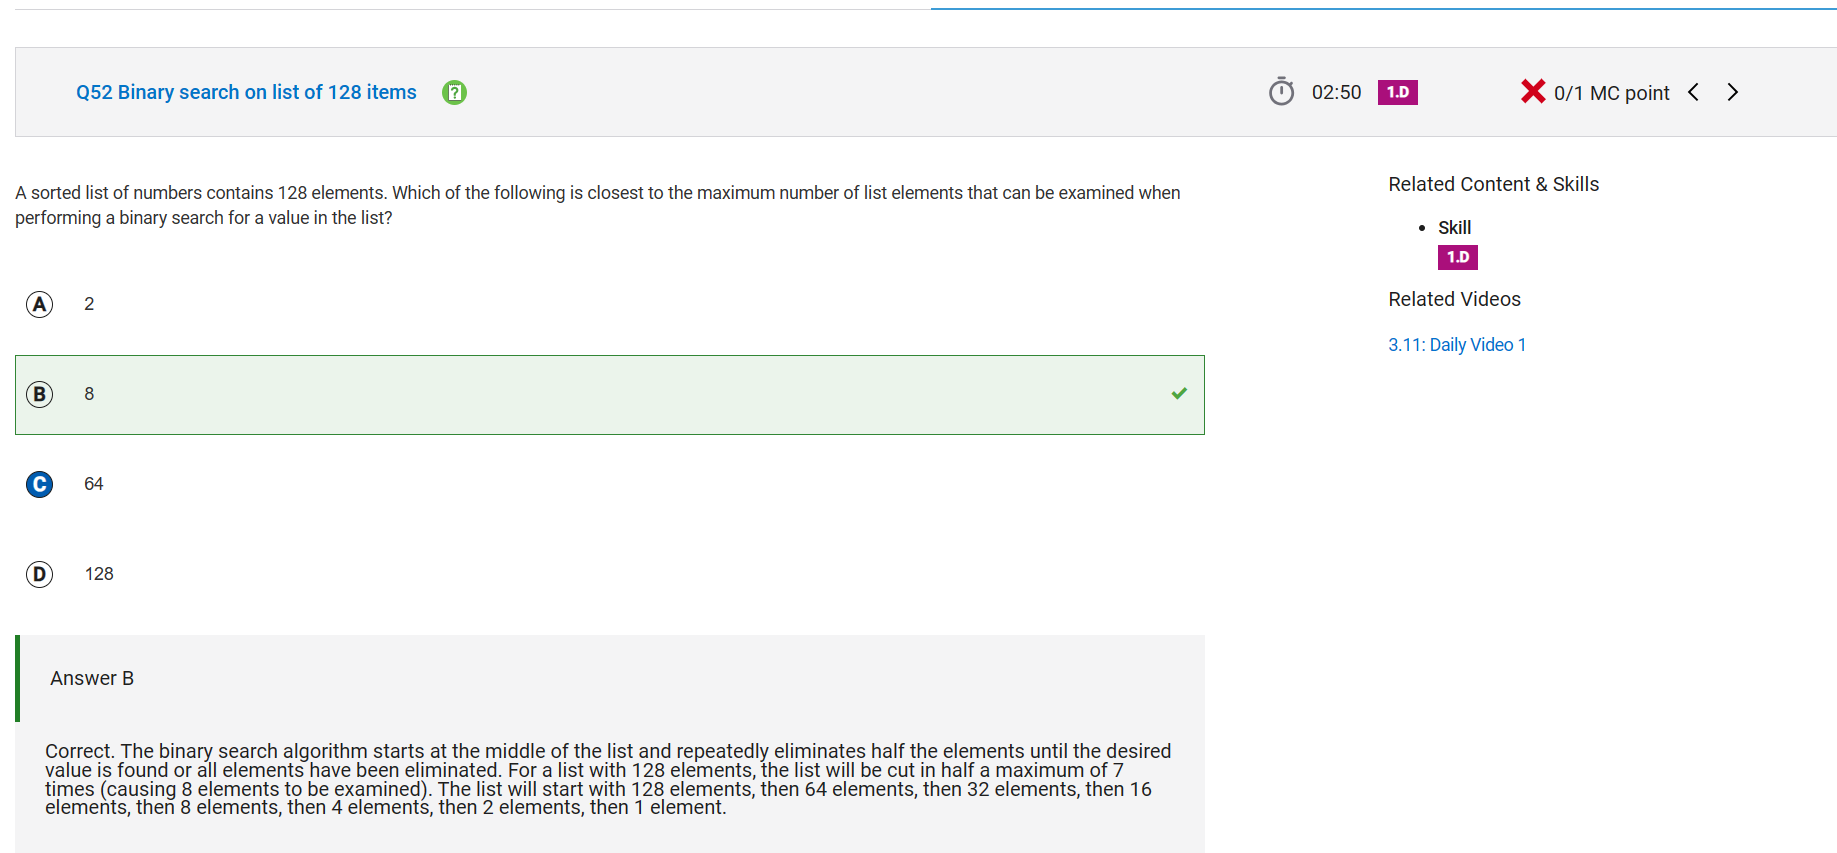 Q52 Binary search on list of 128 items
02:50
1.D
0/1 MC point
A sorted list of numbers contains 128 elements. Which of the following is closest to the maximum number of list elements that can be examined when
performing a binary search for a value in the list?
A 2
B 8
C 64
D 128
Answer B
Correct. The binary search algorithm starts at the middle of the list and repeatedly eliminates half the elements until the desired
value is found or all elements have been eliminated. For a list with 128 elements, the list will be cut in half a maximum of 7
times (causing 8 elements to be examined). The list will start with 128 elements, then 64 elements, then 32 elements, then 16
elements, then 8 elements, then 4 elements, then 2 elements, then 1 element.
Related Content & Skills
• Skill
1.D
Related Videos
3.11: Daily Video 1